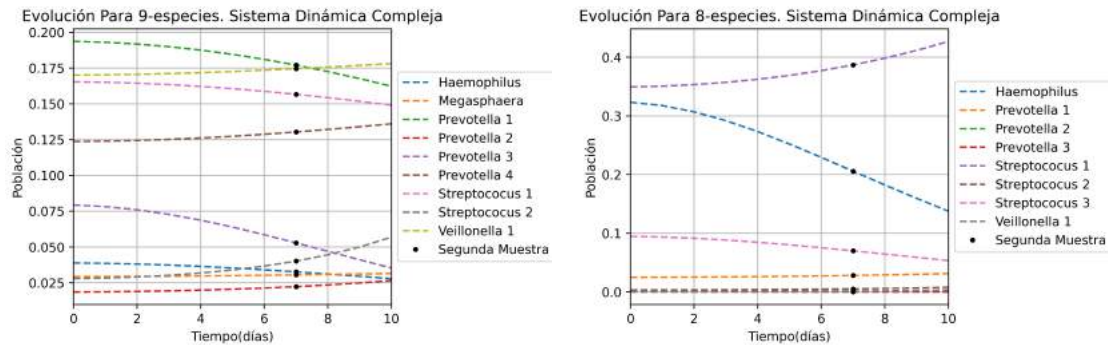 Evolución Para 9-especies. Sistema Dinámica Compleja
0.200
0.175
0.150
0.125
0.100
0.075
0.050
0.025
Población
0 2 4 6 8 10
Tiempo(días)
Haemophilus
Megasphaera
Prevotella 1
Prevotella 2
Prevotella 3
Prevotella 4
Streptococus 1
Streptococus 2
Veillonella 1
Segunda Muestra
Evolución Para 8-especies. Sistema Dinámica Compleja
0.4
0.3
0.2
0.1
0.0
Población
0 2 4 6 8 10
Tiempo(días)
Haemophilus
Prevotella 1
Prevotella 2
Prevotella 3
Streptococus 1
Streptococus 2
Streptococus 3
Veillonella 1
Segunda Muestra